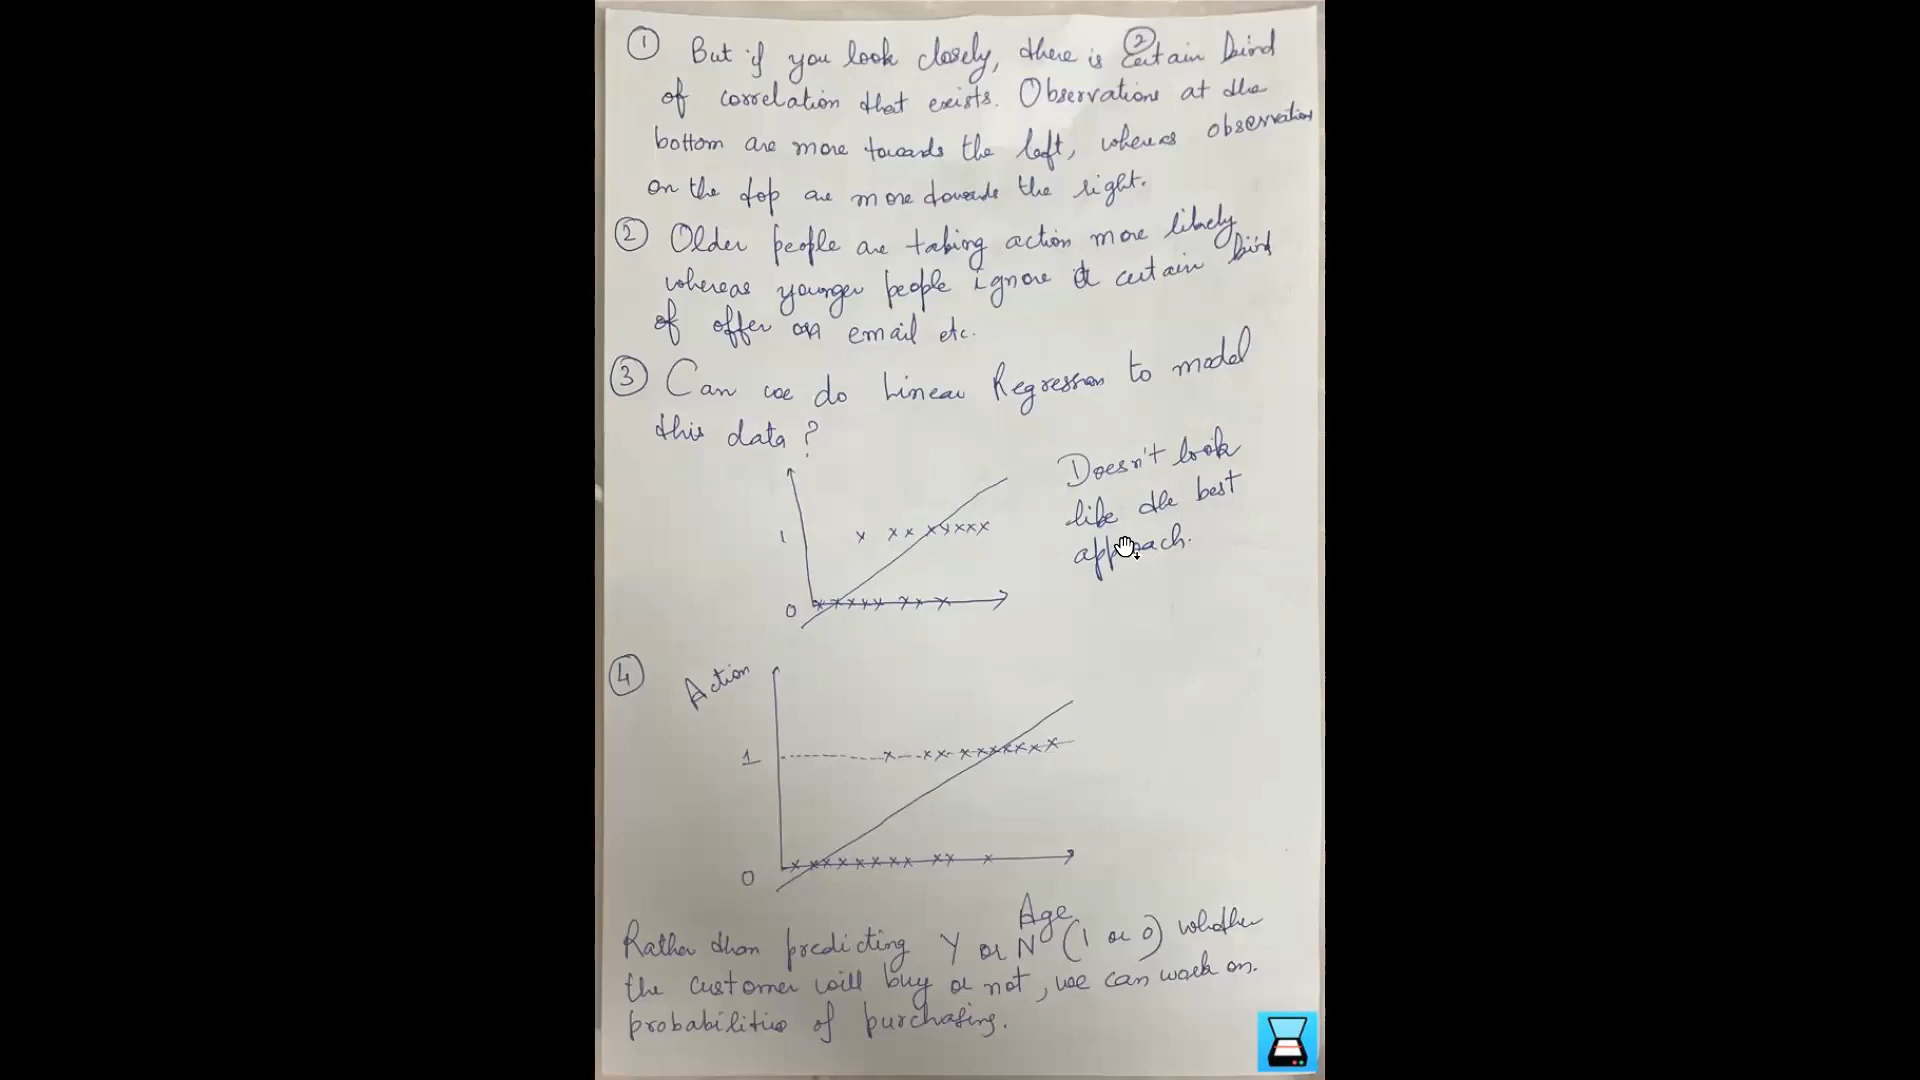 2
1 But if you look closely, there is certain kind
of correlation that exists. Observations at the
bottom are more towards the left, whereas observations
on the top are more towards the right.
2 Older people are taking action more likely
whereas younger people ignore a certain kind
of offer on email etc.
3 Can we do Linear Regression to model
this data?
Doesn't look
like the best
approach.
1
0
4
Action
1
0
Age
Rather than predicting Y or N (1 or 0) whether
the customer will buy or not, we can work on
probabilities of purchasing.